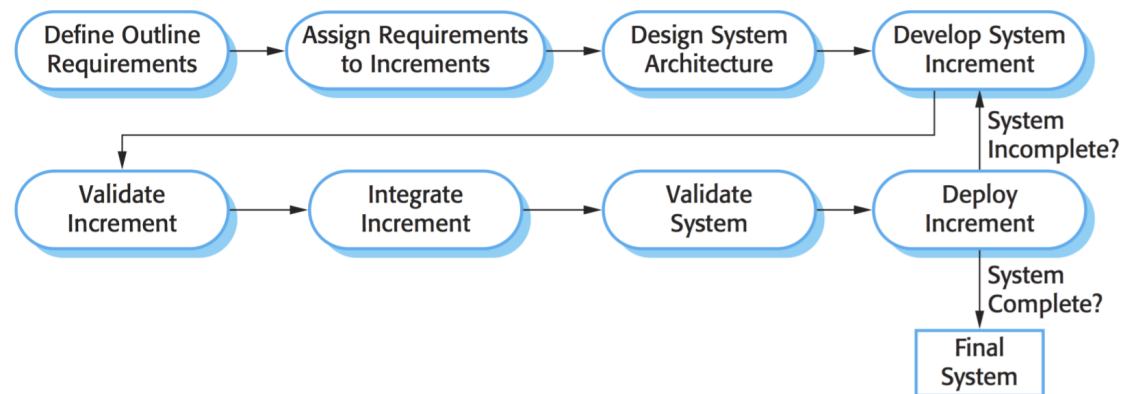 Define Outline
Requirements
Assign Requirements
to Increments
Design System
Architecture
Develop System
Increment
System
Incomplete?
Validate
Increment
Integrate
Increment
Validate
System
Deploy
Increment
System
Complete?
Final
System